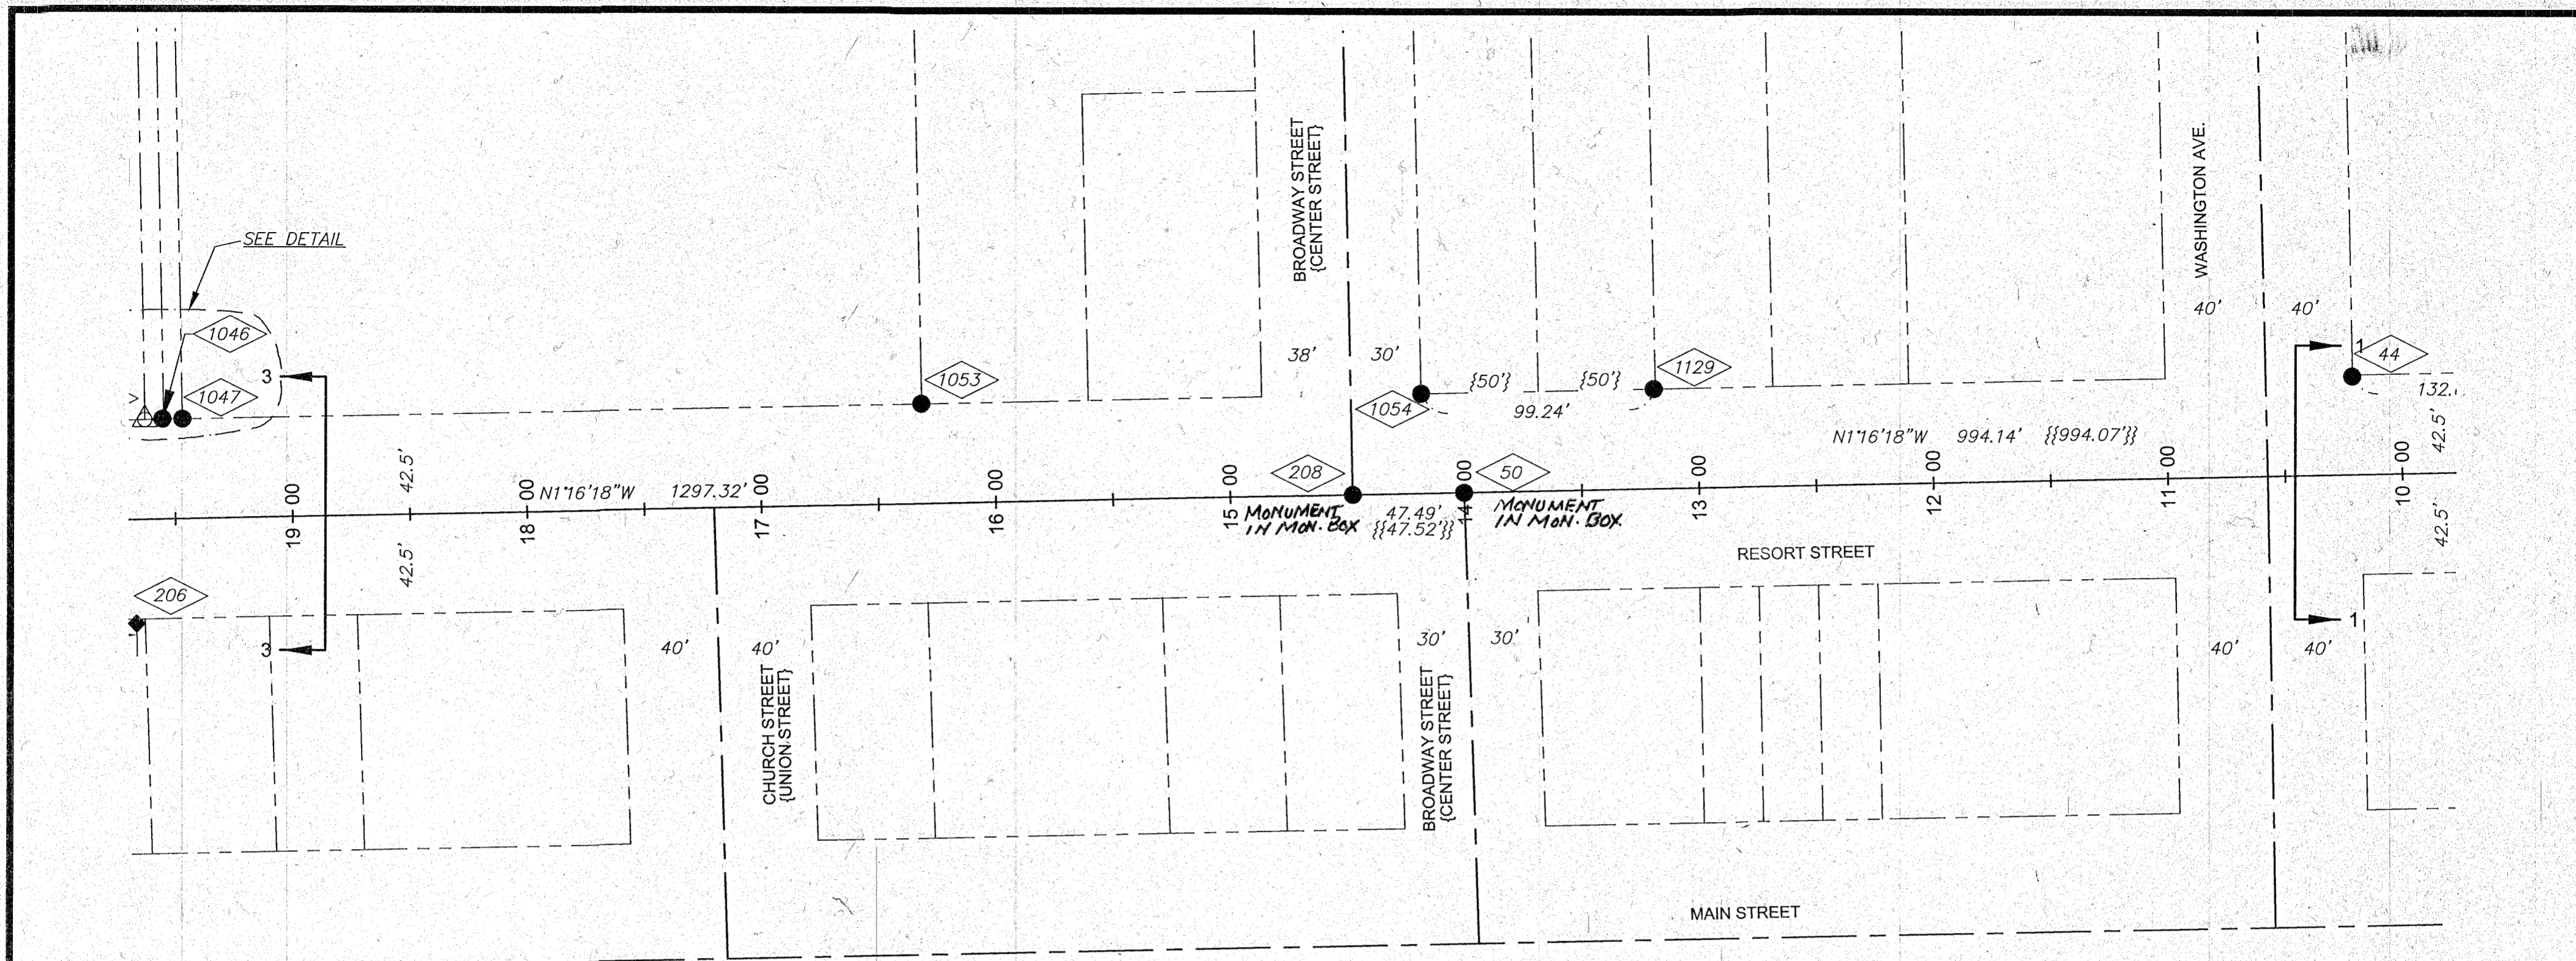 SEE DETAIL
1046
1047
3
1053
BROADWAY STREET
{CENTER STREET}
38'
30'
1054
{50'}
{50'}
99.24'
1129
WASHINGTON AVE.
40'
40'
1
44
132.
42.5'
N1°16'18"W 994.14' {{994.07'}}
42.5'
N1°16'18"W 1297.32'
208
50
19 00
18 00
17 00
16 00
15 00
14 00
13 00
12 00
11 00
10 00
MONUMENT
IN MON. BOX
47.49'
{{47.52'}}
MONUMENT
IN MON. BOX
RESORT STREET
42.5'
42.5'
206
3
40'
40'
CHURCH STREET
{UNION STREET}
30'
30'
BROADWAY STREET
{CENTER STREET}
40'
40'
1
MAIN STREET